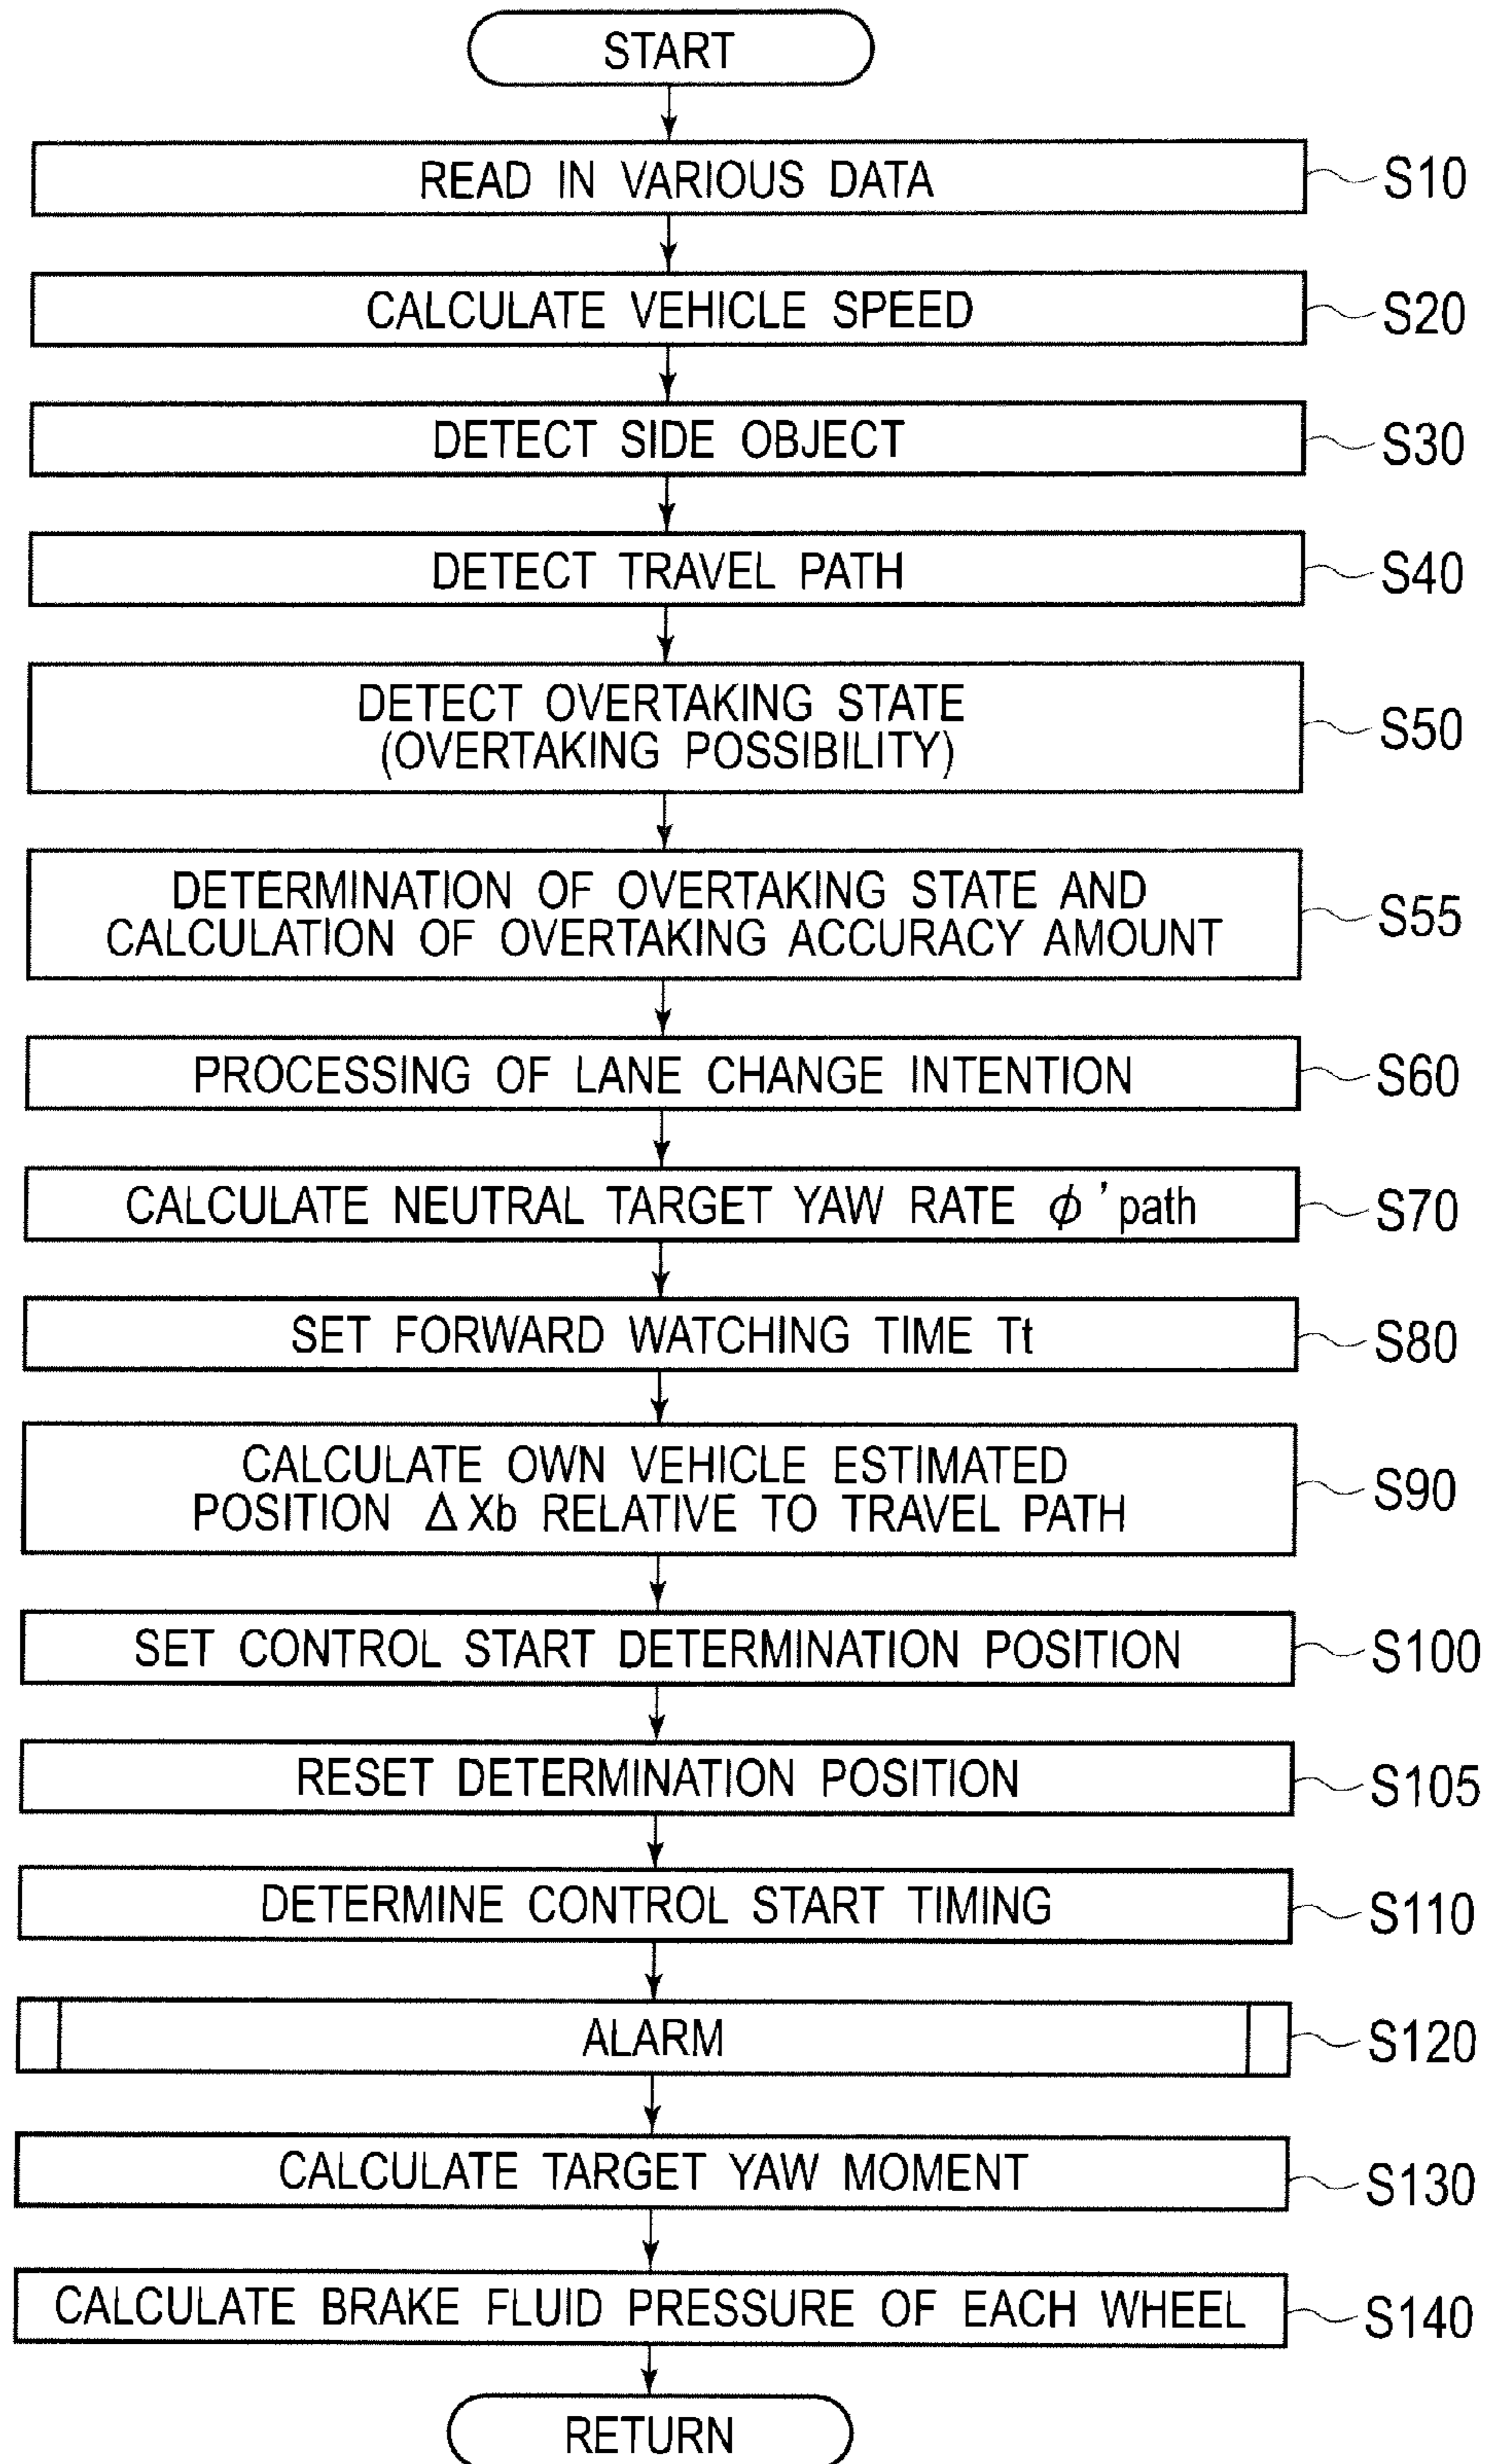 START
READ IN VARIOUS DATA
S10
CALCULATE VEHICLE SPEED
S20
DETECT SIDE OBJECT
S30
DETECT TRAVEL PATH
S40
DETECT OVERTAKING STATE
(OVERTAKING POSSIBILITY)
S50
DETERMINATION OF OVERTAKING STATE AND
CALCULATION OF OVERTAKING ACCURACY AMOUNT
S55
PROCESSING OF LANE CHANGE INTENTION
S60
CALCULATE NEUTRAL TARGET YAW RATE ϕ'path
S70
SET FORWARD WATCHING TIME Tt
S80
CALCULATE OWN VEHICLE ESTIMATED
POSITION ΔXb RELATIVE TO TRAVEL PATH
S90
SET CONTROL START DETERMINATION POSITION
S100
RESET DETERMINATION POSITION
S105
DETERMINE CONTROL START TIMING
S110
ALARM
S120
CALCULATE TARGET YAW MOMENT
S130
CALCULATE BRAKE FLUID PRESSURE OF EACH WHEEL
S140
RETURN